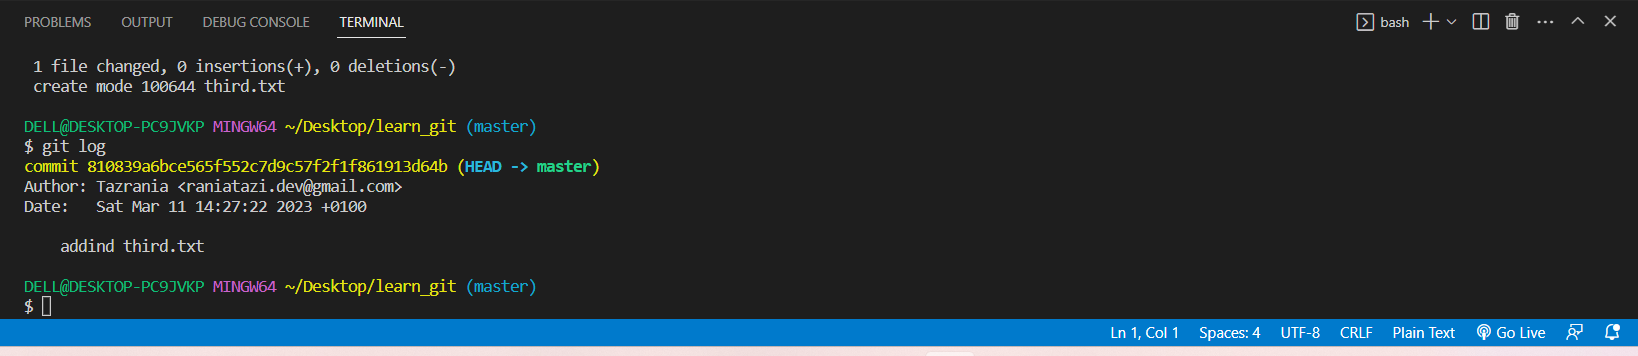 PROBLEMS OUTPUT DEBUG CONSOLE TERMINAL bash
1 file changed, 0 insertions(+), 0 deletions(-)
create mode 100644 third.txt
DELL@DESKTOP-PC9JVKP MINGW64 ~/Desktop/learn_git (master)
$ git log
commit 810839a6bce565f552c7d9c57f2f1f861913d64b (HEAD -> master)
Author: Tazrania <raniatazi.dev@gmail.com>
Date:   Sat Mar 11 14:27:22 2023 +0100
addind third.txt
DELL@DESKTOP-PC9JVKP MINGW64 ~/Desktop/learn_git (master)
$
Ln 1, Col 1 Spaces: 4 UTF-8 CRLF Plain Text Go Live